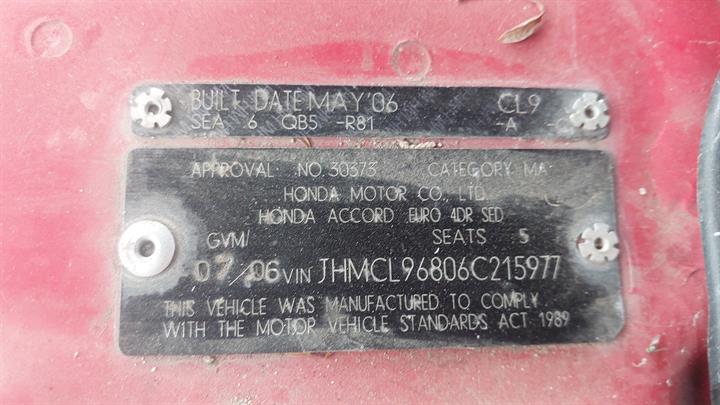 BUILT DATE MAY'06 CL9
SEA 6 QB5 -R81 -A
APPROVAL NO. 30373 CATEGORY MA
HONDA MOTOR CO., LTD.
HONDA ACCORD EURO 4DR SED
GVM/ SEATS 5
07/06 VIN JHMCL96806C215977
THIS VEHICLE WAS MANUFACTURED TO COMPLY
WITH THE MOTOR VEHICLE STANDARDS ACT 1989